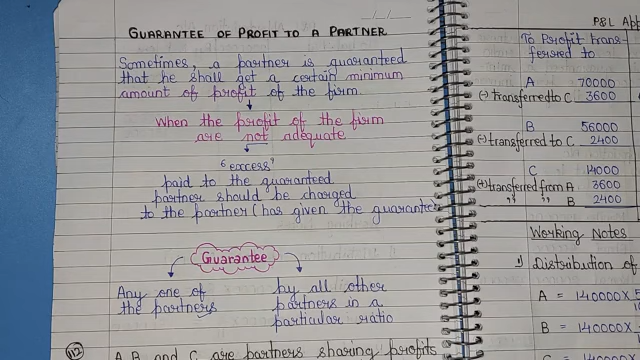 GUARANTEE OF PROFIT TO A PARTNER
Sometimes, a partner is guaranteed
that he shall get a certain minimum
amount of profit of the firm.
When the profit of the firm
are not adequate
"excess"
paid to the guaranteed
partner should be charged
to the partner (has given the guarantee)
Guarantee
Any one of
the partners
by all other
partners in a
particular ratio
112
A, B and C are partners sharing profits
P&L App
To Profit trans-
ferred to
A 70000
(-) transferred to C 3600
B 56000
(-) transferred to C 2400
C 14000
(+) transferred from A 3600
" " B 2400
Working Notes
1) Distribution of
A = 140000 X 5
B = 140000 X